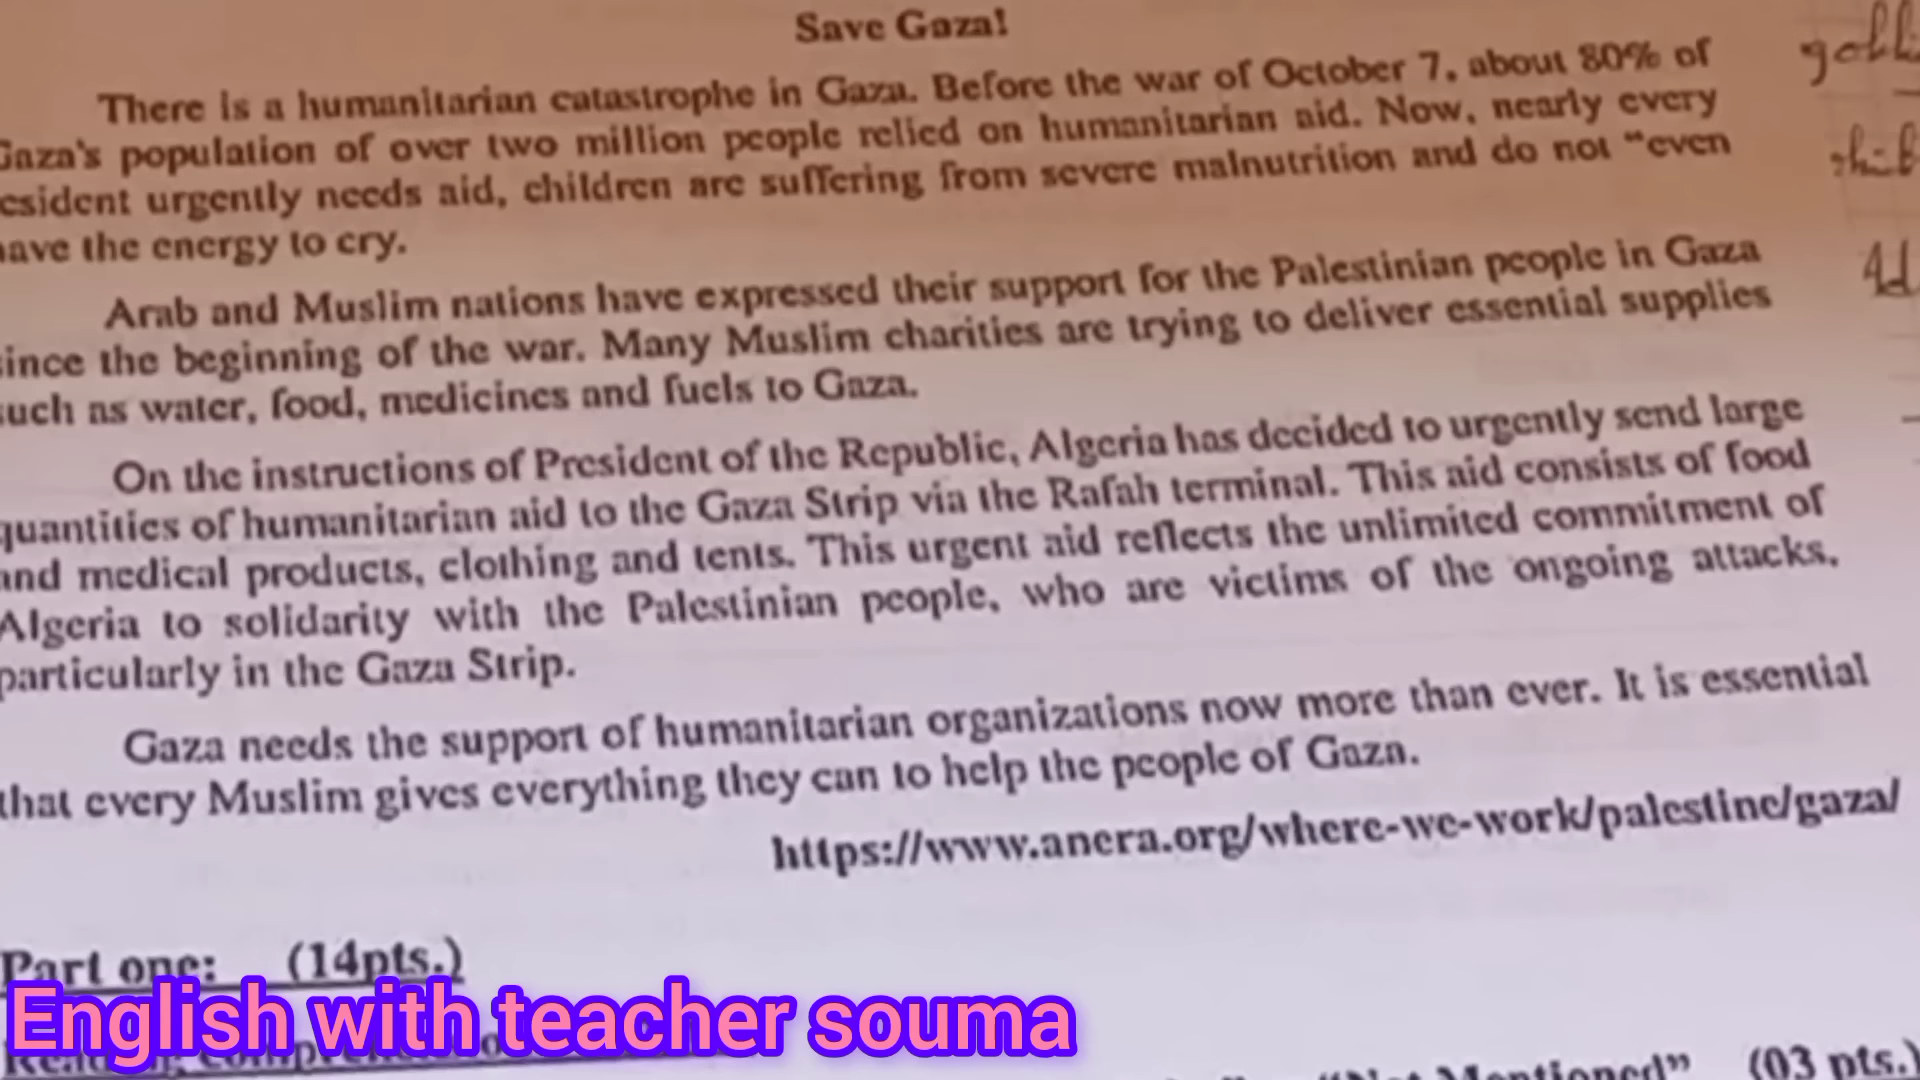 Save Gaza!
There is a humanitarian catastrophe in Gaza. Before the war of October 7, about 80% of
Gaza's population of over two million people relied on humanitarian aid. Now, nearly every
esident urgently needs aid, children are suffering from severe malnutrition and do not "even
have the energy to cry.
Arab and Muslim nations have expressed their support for the Palestinian people in Gaza
since the beginning of the war. Many Muslim charities are trying to deliver essential supplies
such as water, food, medicines and fuels to Gaza.
On the instructions of President of the Republic, Algeria has decided to urgently send large
quantities of humanitarian aid to the Gaza Strip via the Rafah terminal. This aid consists of food
and medical products, clothing and tents. This urgent aid reflects the unlimited commitment of
Algeria to solidarity with the Palestinian people, who are victims of the ongoing attacks,
particularly in the Gaza Strip.
Gaza needs the support of humanitarian organizations now more than ever. It is essential
that every Muslim gives everything they can to help the people of Gaza.
https://www.anera.org/where-we-work/palestine/gaza/
Part one: (14pts.)
English with teacher souma
"Not Mentioned" (03 pts.)